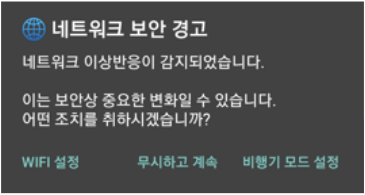 네트워크 보안 경고
네트워크 이상반응이 감지되었습니다.
이는 보안상 중요한 변화일 수 있습니다.
어떤 조치를 취하시겠습니까?
WIFI 설정 무시하고 계속 비행기 모드 설정